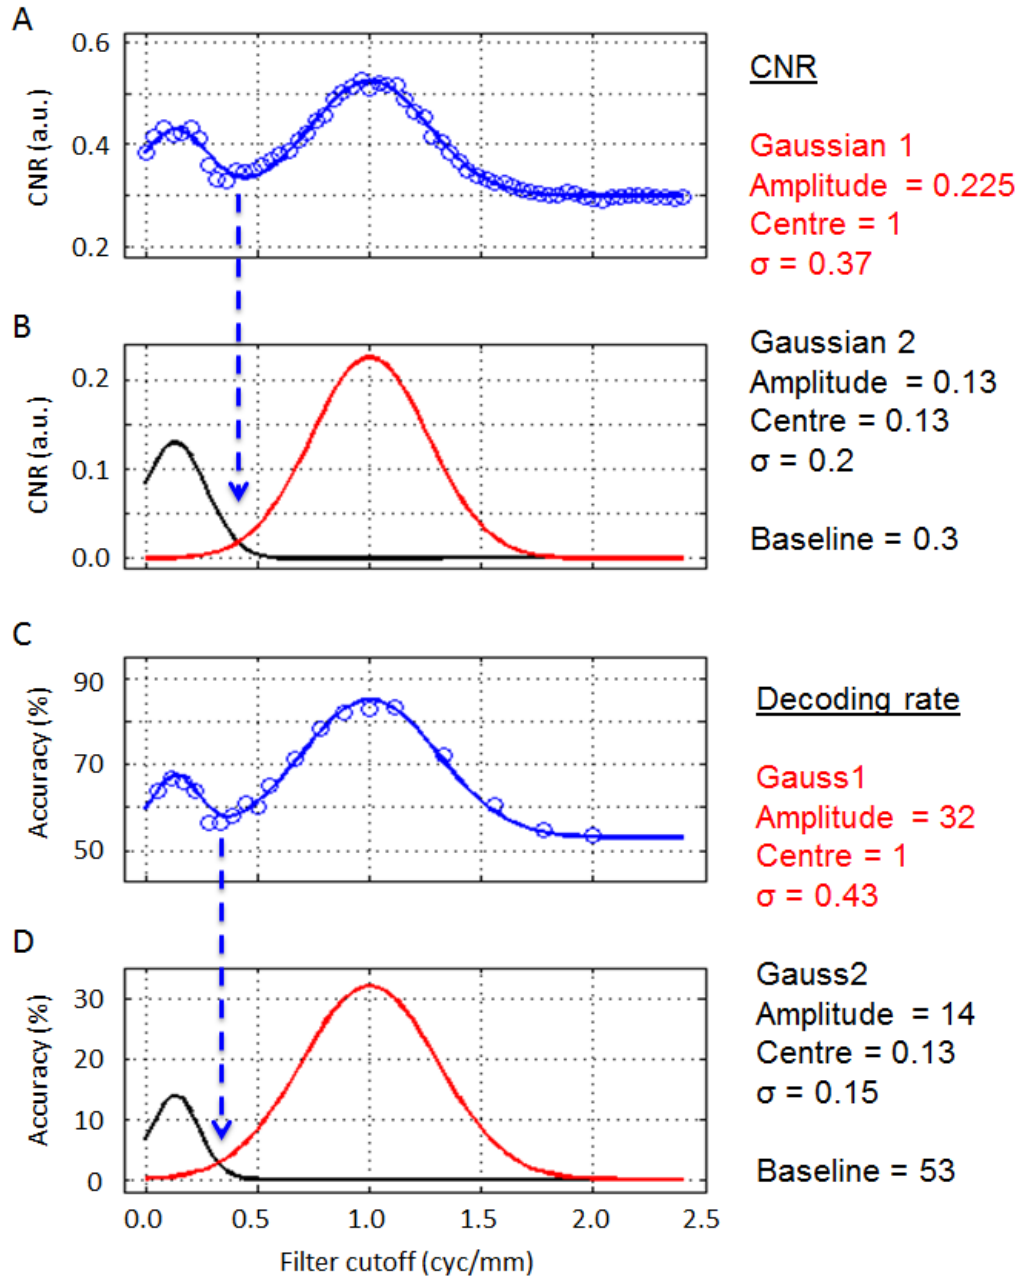 A
CNR (a.u.)
0.6
0.4
0.2
CNR
Gaussian 1
Amplitude = 0.225
Centre = 1
σ = 0.37
B
CNR (a.u.)
0.2
0.1
0.0
Gaussian 2
Amplitude = 0.13
Centre = 0.13
σ = 0.2
Baseline = 0.3
C
Accuracy (%)
90
70
50
Decoding rate
Gauss1
Amplitude = 32
Centre = 1
σ = 0.43
D
Accuracy (%)
30
20
10
0
Gauss2
Amplitude = 14
Centre = 0.13
σ = 0.15
Baseline = 53
0.0 0.5 1.0 1.5 2.0 2.5
Filter cutoff (cyc/mm)